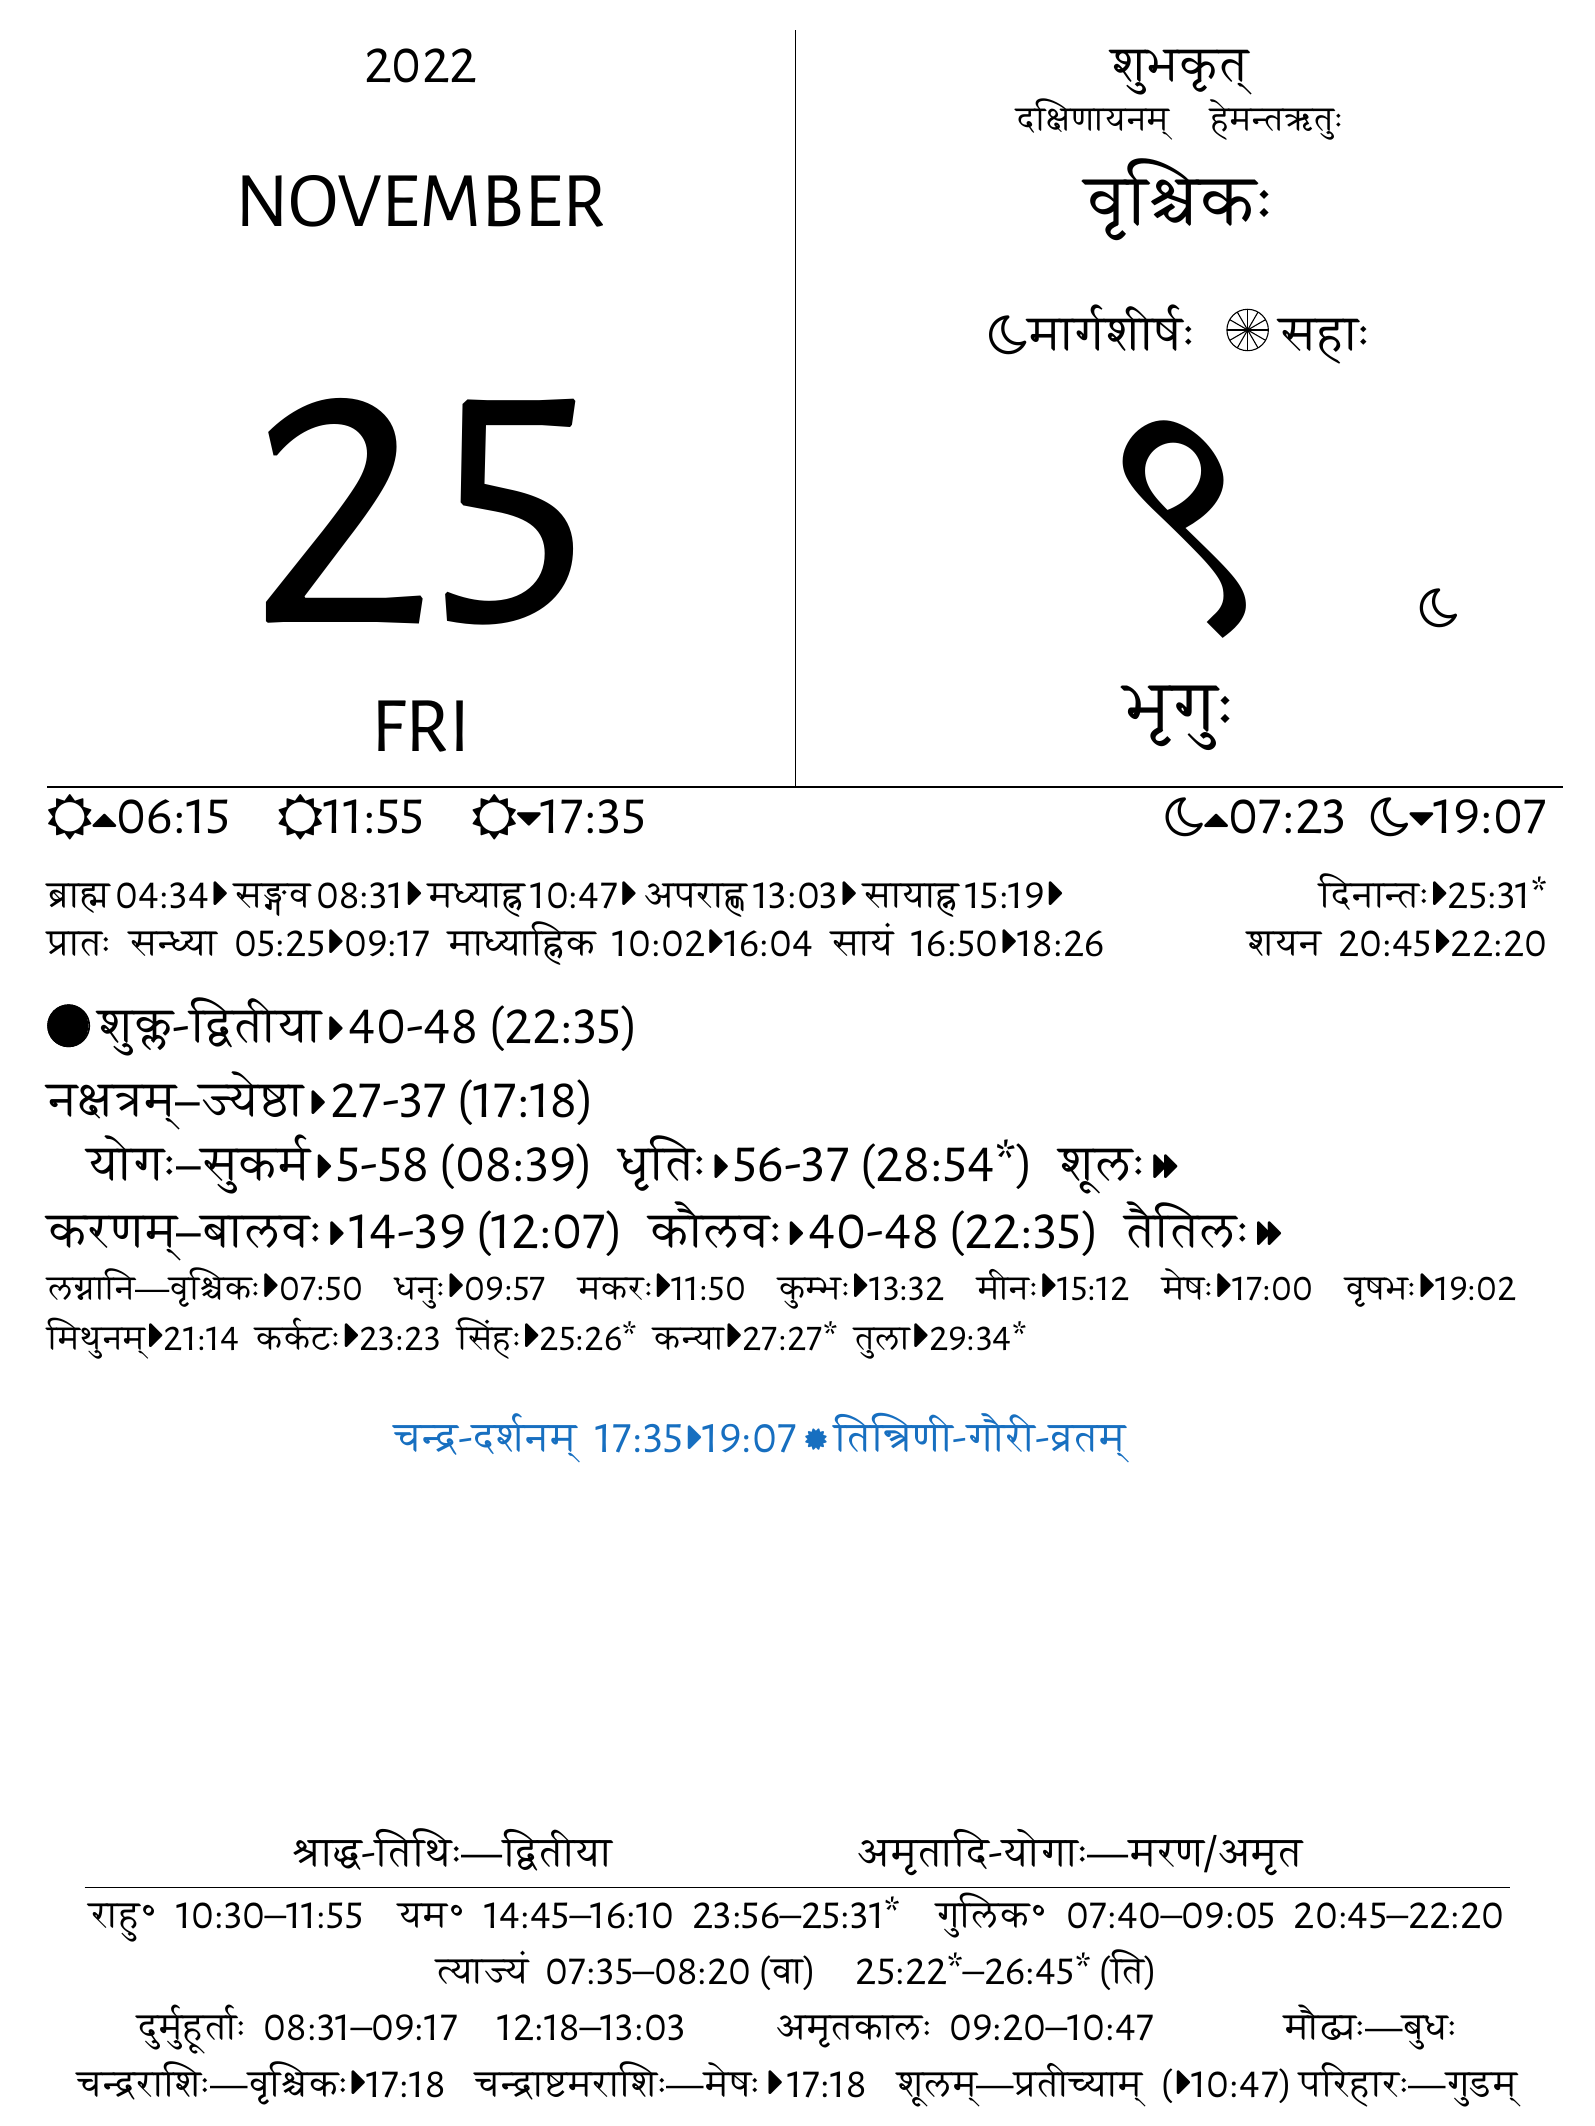 2022
NOVEMBER
25
FRI
शुभकृत्
दक्षिणायनम् हेमन्तऋतुः
वृश्चिकः
मार्गशीर्षः सहाः
९
भृगुः
06:15 11:55 17:35 07:23 19:07
ब्राह्म 04:34 सङ्गव 08:31 मध्याह्न 10:47 अपराह्ण 13:03 सायाह्न 15:19 दिनान्तः 25:31*
प्रातः सन्ध्या 05:25 09:17 माध्याह्निक 10:02 16:04 सायं 16:50 18:26 शयन 20:45 22:20
शुक्ल-द्वितीया 40-48 (22:35)
नक्षत्रम्–ज्येष्ठा 27-37 (17:18)
योगः–सुकर्म 5-58 (08:39) धृतिः 56-37 (28:54*) शूलः
करणम्–बालवः 14-39 (12:07) कौलवः 40-48 (22:35) तैतिलः
लग्नानि—वृश्चिकः 07:50 धनुः 09:57 मकरः 11:50 कुम्भः 13:32 मीनः 15:12 मेषः 17:00 वृषभः 19:02
मिथुनम् 21:14 कर्कटः 23:23 सिंहः 25:26* कन्या 27:27* तुला 29:34*
चन्द्र-दर्शनम् 17:35 19:07 तिन्त्रिणी-गौरी-व्रतम्
श्राद्ध-तिथिः—द्वितीया अमृतादि-योगाः—मरण/अमृत
राहु॰ 10:30–11:55 यम॰ 14:45–16:10 23:56–25:31* गुलिक॰ 07:40–09:05 20:45–22:20
त्याज्यं 07:35–08:20 (वा) 25:22*–26:45* (ति)
दुर्मुहूर्ताः 08:31–09:17 12:18–13:03 अमृतकालः 09:20–10:47 मौढ्यः—बुधः
चन्द्रराशिः—वृश्चिकः 17:18 चन्द्राष्टमराशिः—मेषः 17:18 शूलम्—प्रतीच्याम् (10:47) परिहारः—गुडम्